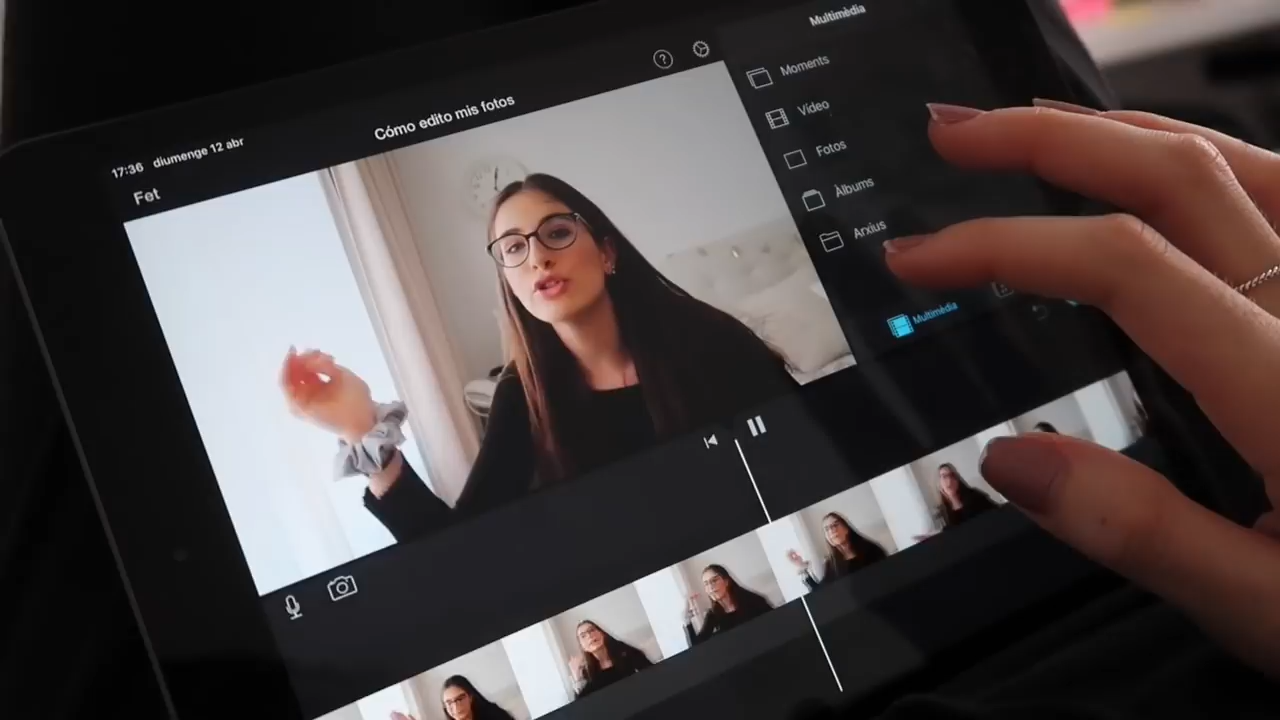 17:36 diumenge 12 abr
Fet
Cómo edito mis fotos
?
Multimèdia
Moments
Vídeo
Fotos
Àlbums
Arxius
Multimèdia